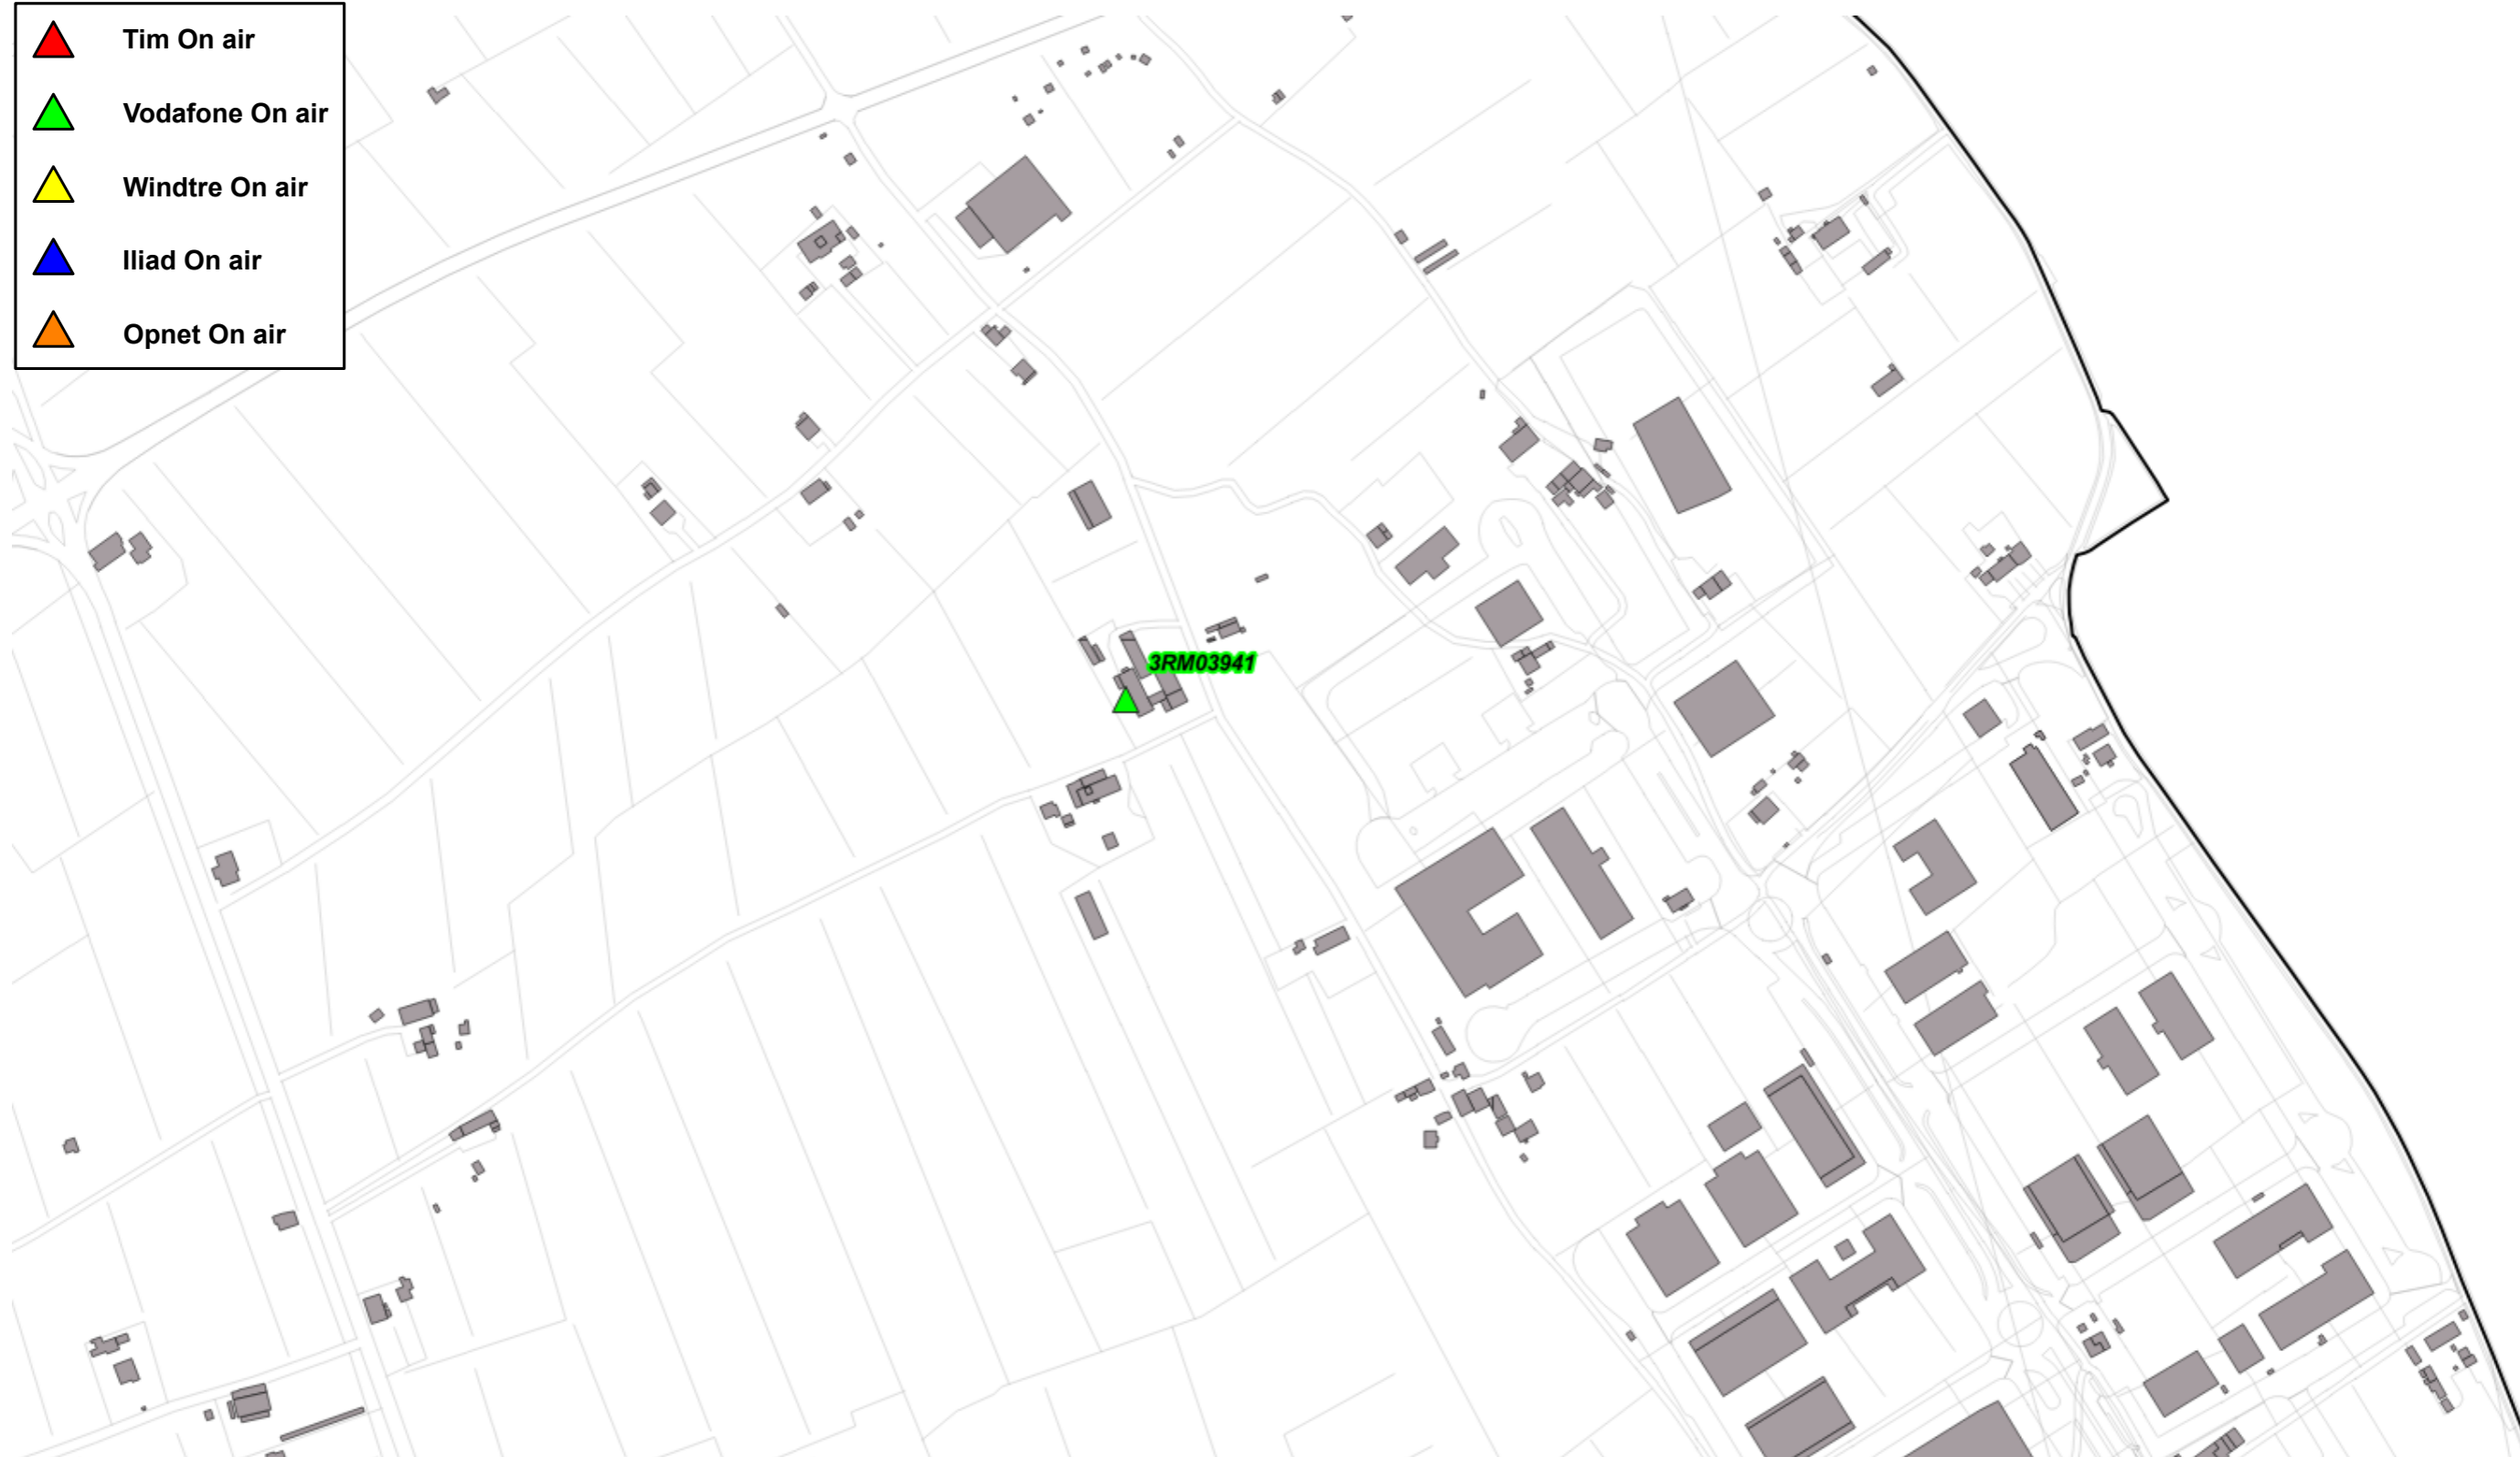 Tim On air
Vodafone On air
Windtre On air
Iliad On air
Opnet On air
3RM03941